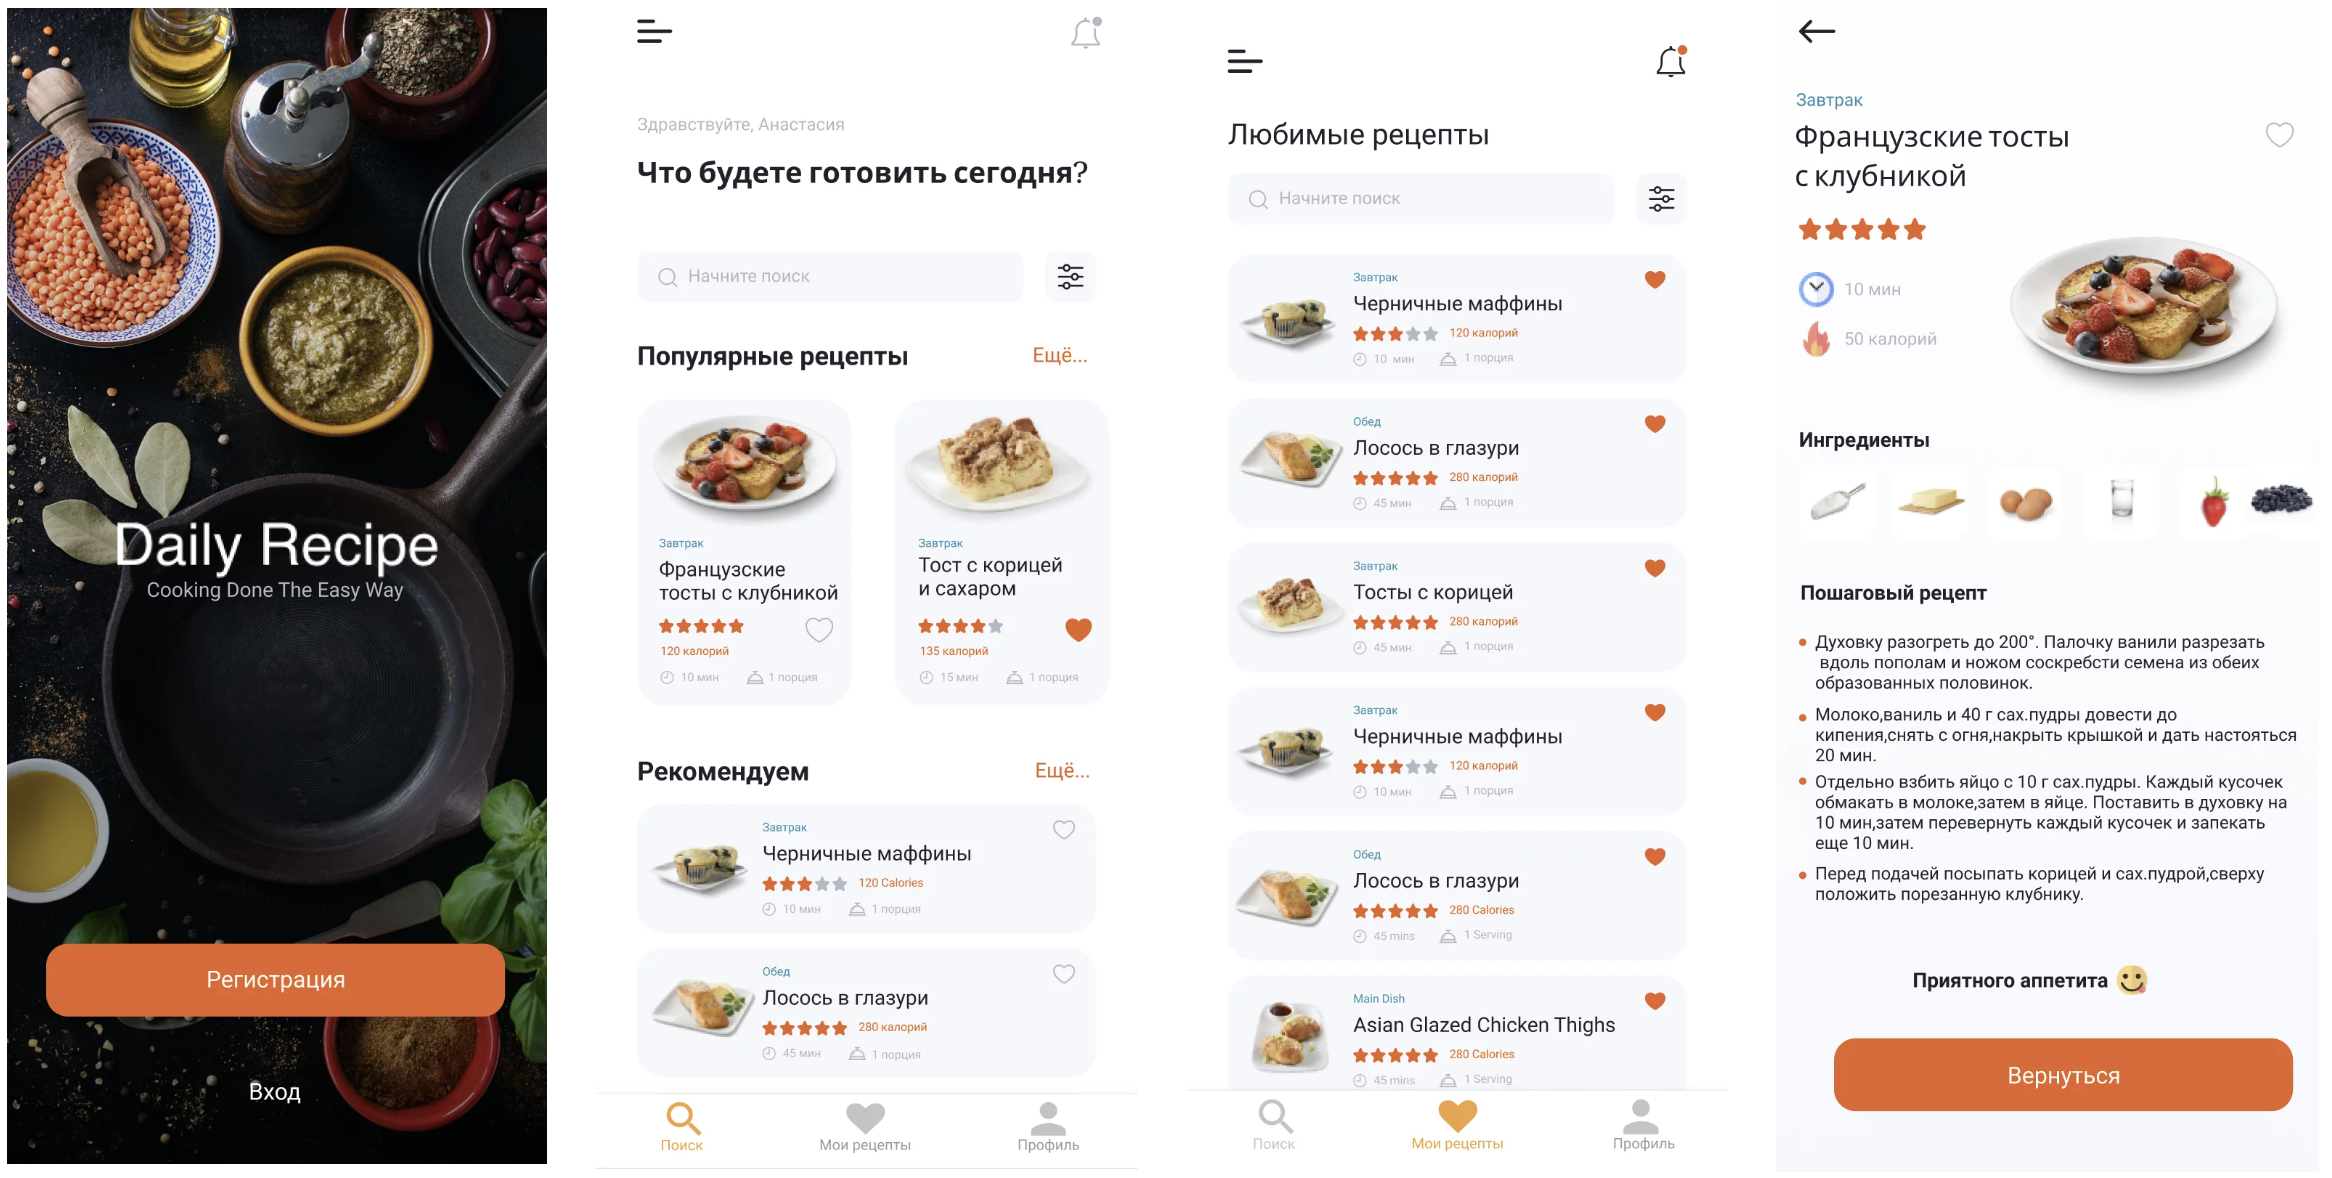 Daily Recipe
Cooking Done The Easy Way
Регистрация
Вход
Здравствуйте, Анастасия
Что будете готовить сегодня?
Начните поиск
Популярные рецепты
Ещё...
Завтрак
Французские
тосты с клубникой
120 калорий
10 мин
1 порция
Завтрак
Тост с корицей
и сахаром
135 калорий
15 мин
1 порция
Рекомендуем
Ещё...
Завтрак
Черничные маффины
120 Calories
10 мин
1 порция
Обед
Лосось в глазури
280 калорий
45 мин
1 порция
Поиск
Мои рецепты
Профиль
Любимые рецепты
Начните поиск
Завтрак
Черничные маффины
120 калорий
10 мин
1 порция
Обед
Лосось в глазури
280 калорий
45 мин
1 порция
Завтрак
Тосты с корицей
280 калорий
45 мин
1 порция
Завтрак
Черничные маффины
120 калорий
10 мин
1 порция
Обед
Лосось в глазури
280 Calories
45 mins
1 Serving
Main Dish
Asian Glazed Chicken Thighs
280 Calories
45 mins
1 Serving
Поиск
Мои рецепты
Профиль
Завтрак
Французские тосты
с клубникой
10 мин
50 калорий
Ингредиенты
Пошаговый рецепт
Духовку разогреть до 200°. Палочку ванили разрезать
вдоль пополам и ножом соскребсти семена из обеих
образованных половинок.
Молоко,ваниль и 40 г сах.пудры довести до
кипения,снять с огня,накрыть крышкой и дать настояться
20 мин.
Отдельно взбить яйцо с 10 г сах.пудры. Каждый кусочек
обмакать в молоке,затем в яйце. Поставить в духовку на
10 мин,затем перевернуть каждый кусочек и запекать
еще 10 мин.
Перед подачей посыпать корицей и сах.пудрой,сверху
положить порезанную клубнику.
Приятного аппетита
Вернуться